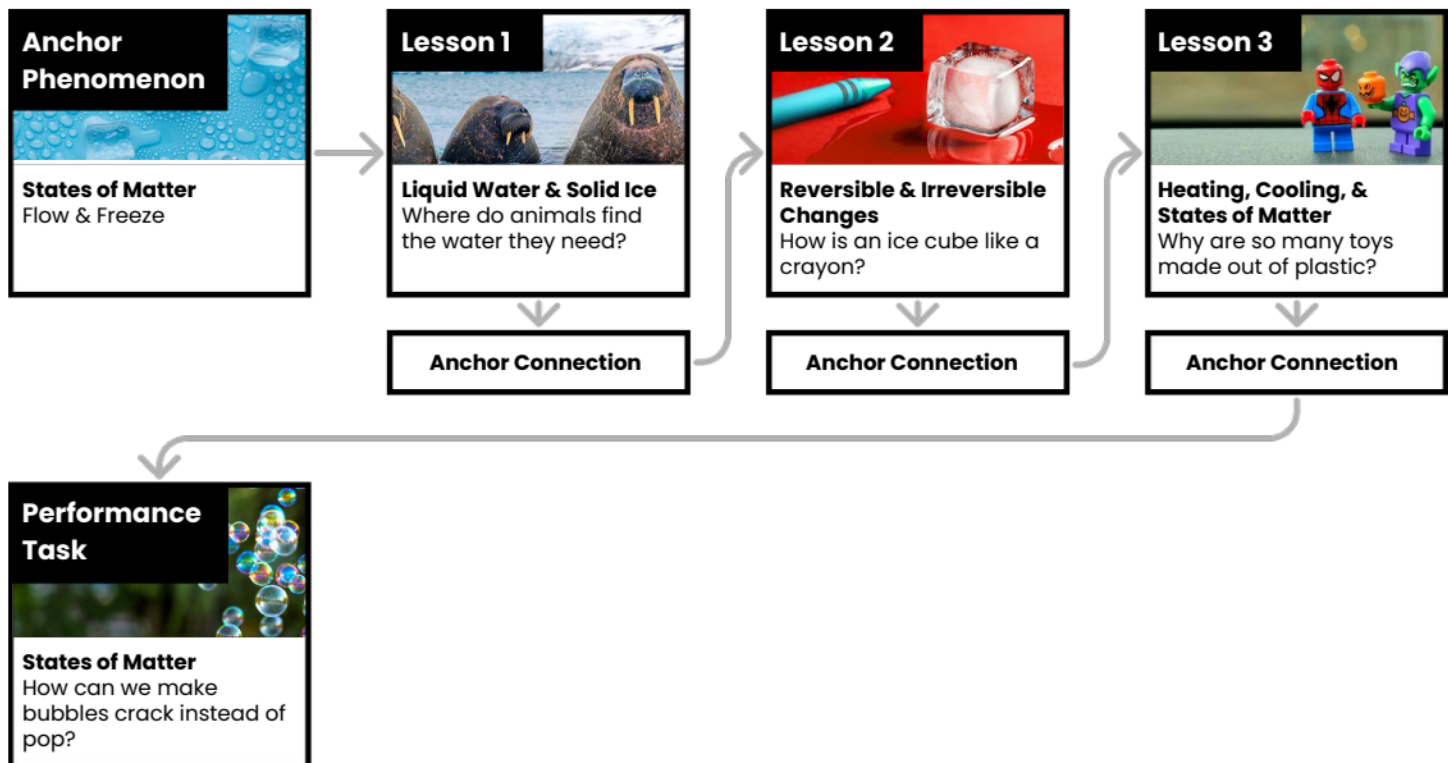 Anchor
Phenomenon
States of Matter
Flow & Freeze
Lesson 1
Liquid Water & Solid Ice
Where do animals find
the water they need?
Anchor Connection
Lesson 2
Reversible & Irreversible
Changes
How is an ice cube like a
crayon?
Anchor Connection
Lesson 3
Heating, Cooling, &
States of Matter
Why are so many toys
made out of plastic?
Anchor Connection
Performance
Task
States of Matter
How can we make
bubbles crack instead of
pop?